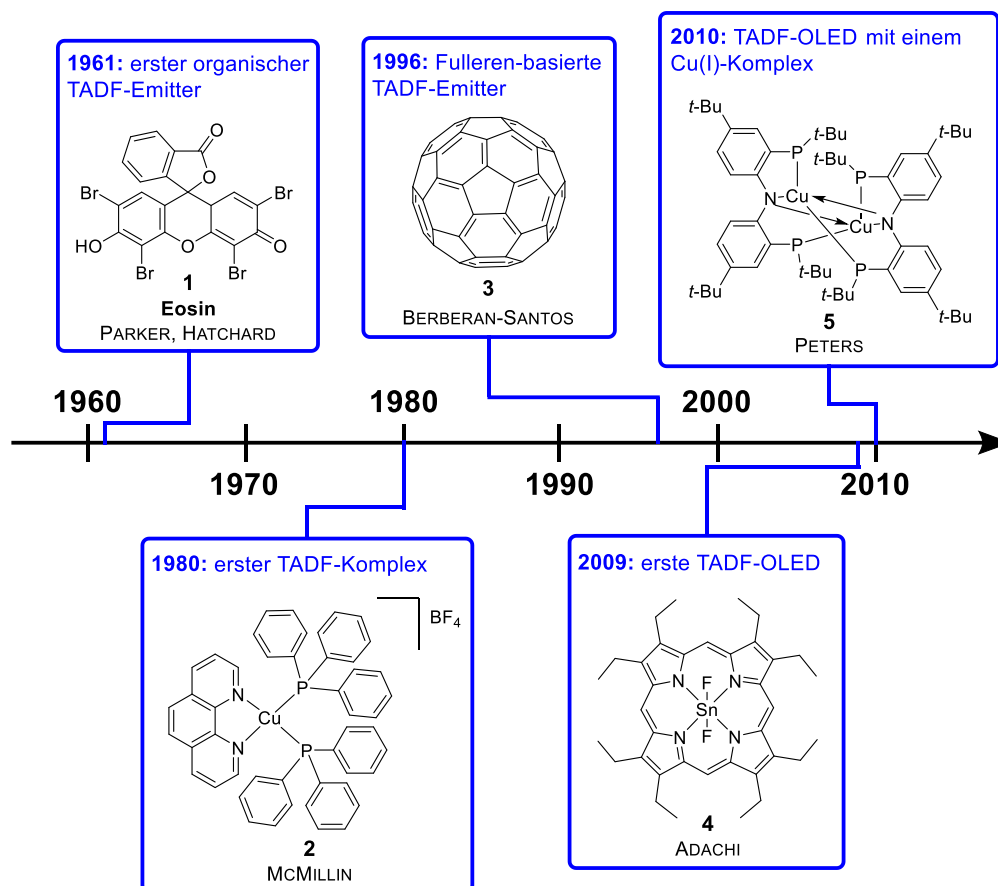 1961: erster organischer
TADF-Emitter
O
O
Br
Br
HO
O
O
Br
Br
1
Eosin
PARKER, HATCHARD
1996: Fulleren-basierte
TADF-Emitter
3
BERBERAN-SANTOS
2010: TADF-OLED mit einem
Cu(I)-Komplex
t-Bu
t-Bu
t-Bu
P
t-Bu
P
N
Cu
Cu
N
P
P
t-Bu
t-Bu
t-Bu
t-Bu
5
PETERS
1960
1980
2000
1970
1990
2010
1980: erster TADF-Komplex
BF4
N
P
Cu
N
P
2
MCMILLIN
2009: erste TADF-OLED
F
N
N
Sn
N
F
N
4
ADACHI